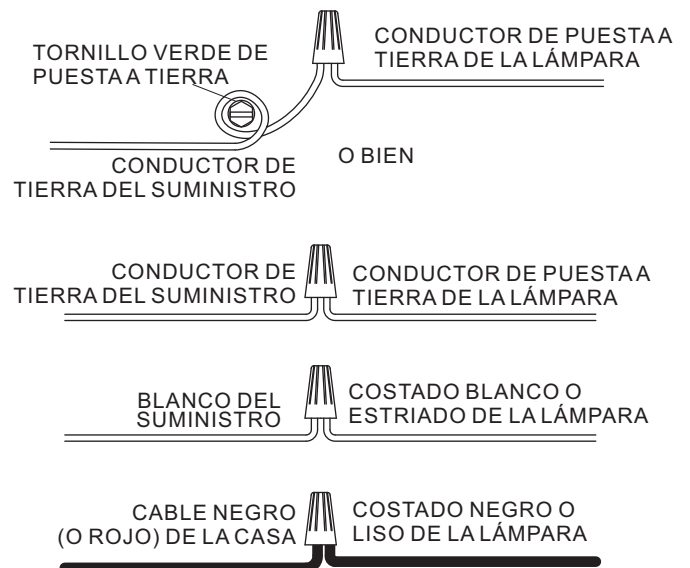 TORNILLO VERDE DE
PUESTA A TIERRA
CONDUCTOR DE PUESTA A
TIERRA DE LA LÁMPARA
CONDUCTOR DE
TIERRA DEL SUMINISTRO
O BIEN
CONDUCTOR DE
TIERRA DEL SUMINISTRO
CONDUCTOR DE PUESTA A
TIERRA DE LA LÁMPARA
BLANCO DEL
SUMINISTRO
COSTADO BLANCO O
ESTRIADO DE LA LÁMPARA
CABLE NEGRO
(O ROJO) DE LA CASA
COSTADO NEGRO O
LISO DE LA LÁMPARA